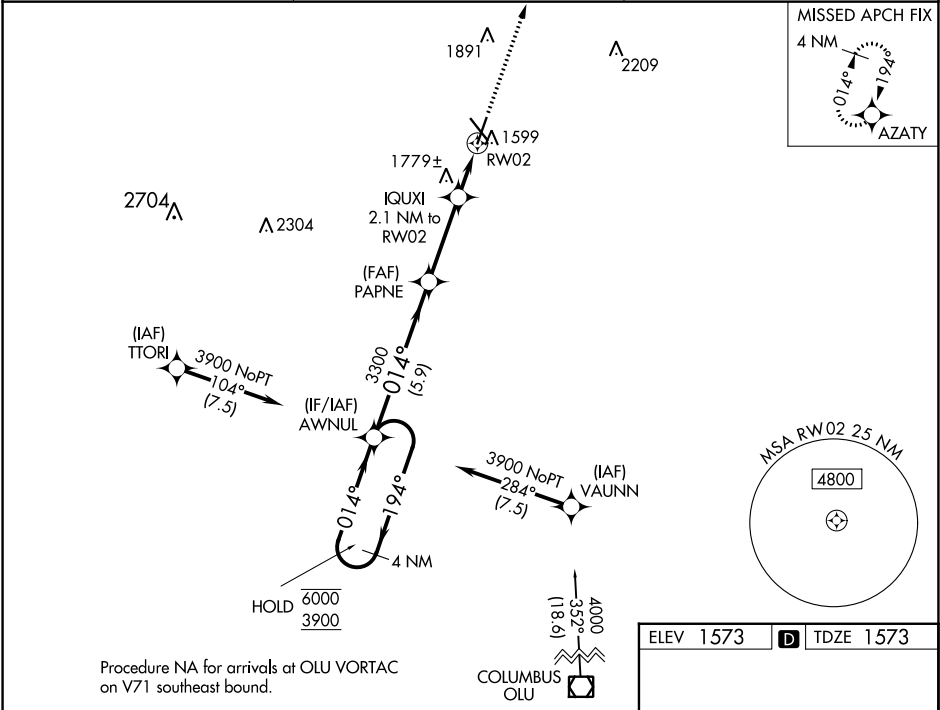 MISSED APCH FIX
4 NM
014°
194°
AZATY
1891
2209
1599
RW02
1779±
IQUXI
2.1 NM to
RW02
2704
2304
(FAF)
PAPNE
(IAF)
TTORI
3900 NoPT
104°
(7.5)
3300
014°
(5.9)
(IF/IAF)
AWNUL
014°
194°
4 NM
HOLD
6000
3900
3900 NoPT
284°
(7.5)
(IAF)
VAUNN
MSA RW02 25 NM
4800
4000
352°
(18.6)
COLUMBUS
OLU
Procedure NA for arrivals at OLU VORTAC
on V71 southeast bound.
ELEV 1573 D TDZE 1573